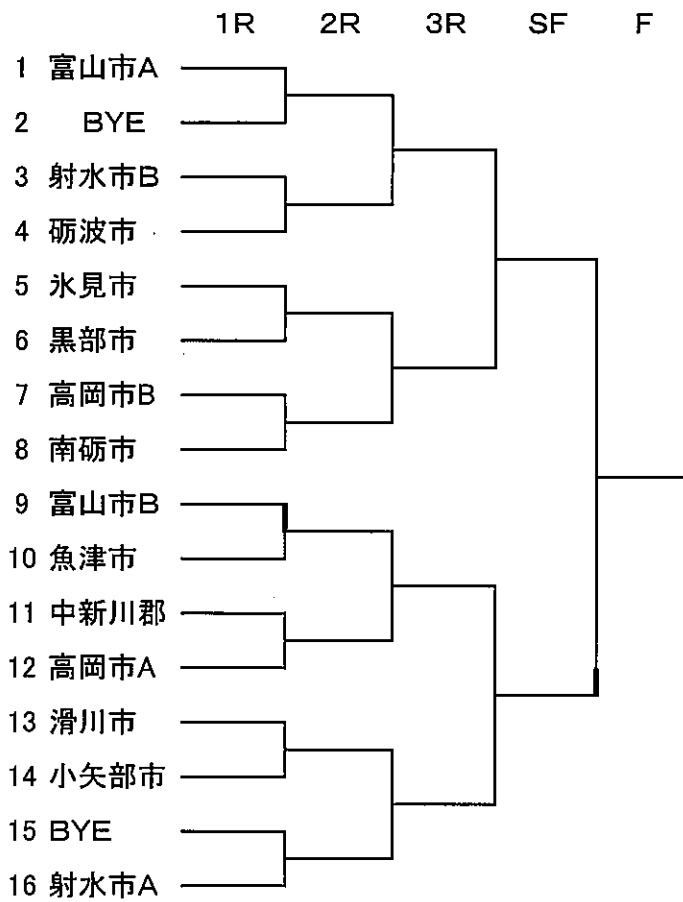 1R 2R 3R SF F
1 富山市A
2 BYE
3 射水市B
4 砺波市
5 氷見市
6 黒部市
7 高岡市B
8 南砺市
9 富山市B
10 魚津市
11 中新川郡
12 高岡市A
13 滑川市
14 小矢部市
15 BYE
16 射水市A